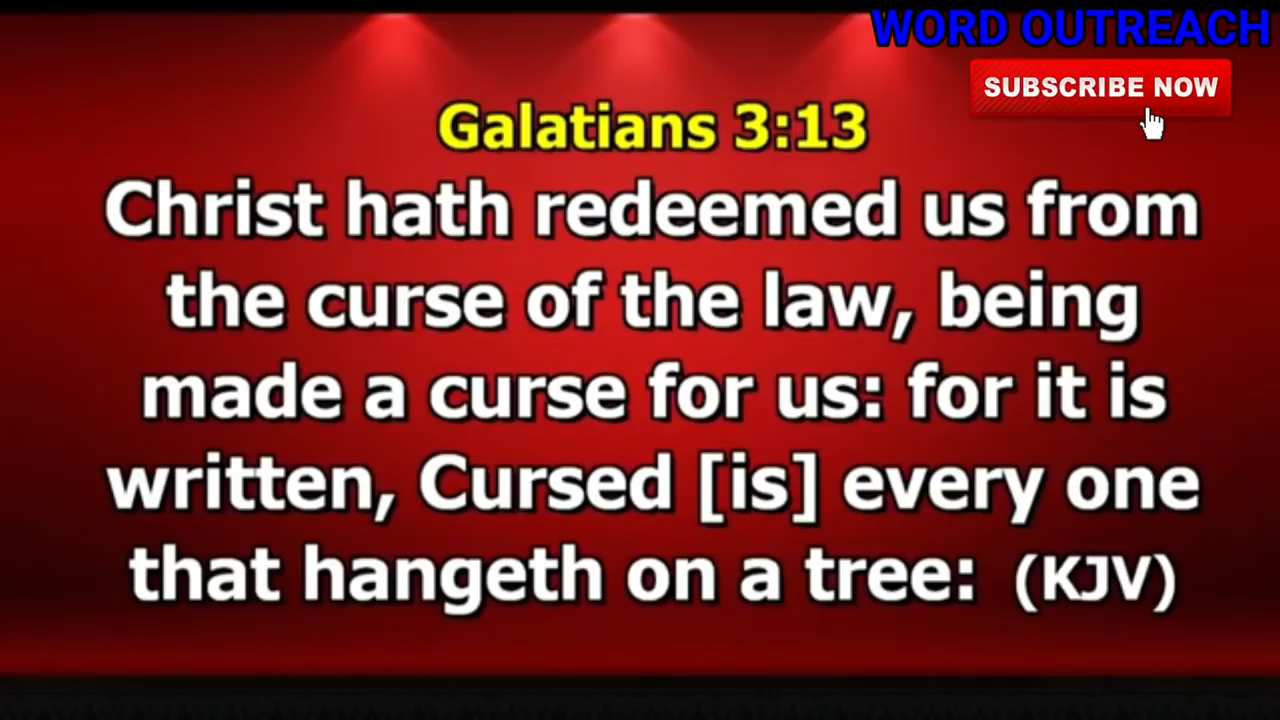 WORD OUTREACH
SUBSCRIBE NOW
Galatians 3:13
Christ hath redeemed us from
the curse of the law, being
made a curse for us: for it is
written, Cursed [is] every one
that hangeth on a tree: (KJV)